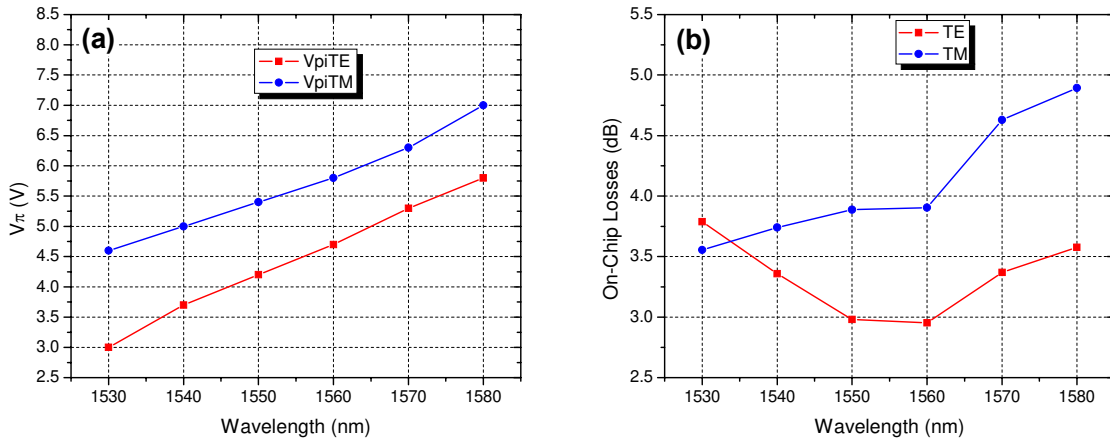 (a)
VpiTE
VpiTM
8.5
8.0
7.5
7.0
6.5
6.0
5.5
5.0
4.5
4.0
3.5
3.0
2.5
Vπ (V)
1530 1540 1550 1560 1570 1580
Wavelength (nm)
(b)
TE
TM
5.5
5.0
4.5
4.0
3.5
3.0
2.5
On-Chip Losses (dB)
1530 1540 1550 1560 1570 1580
Wavelength (nm)